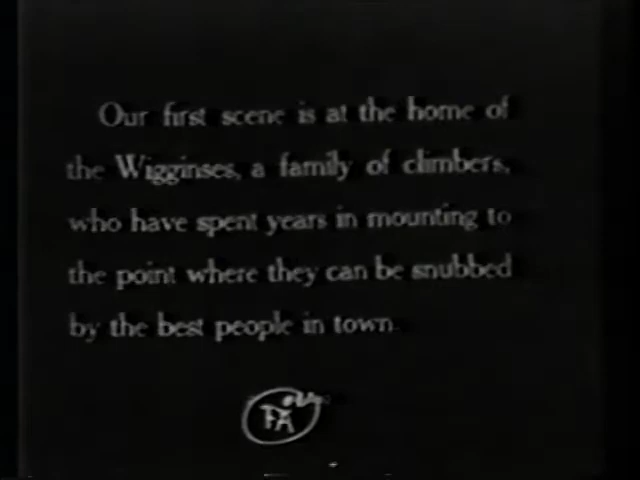 Our first scene is at the home of
the Wigginses, a family of climbers,
who have spent years in mounting to
the point where they can be snubbed
by the best people in town.
FA